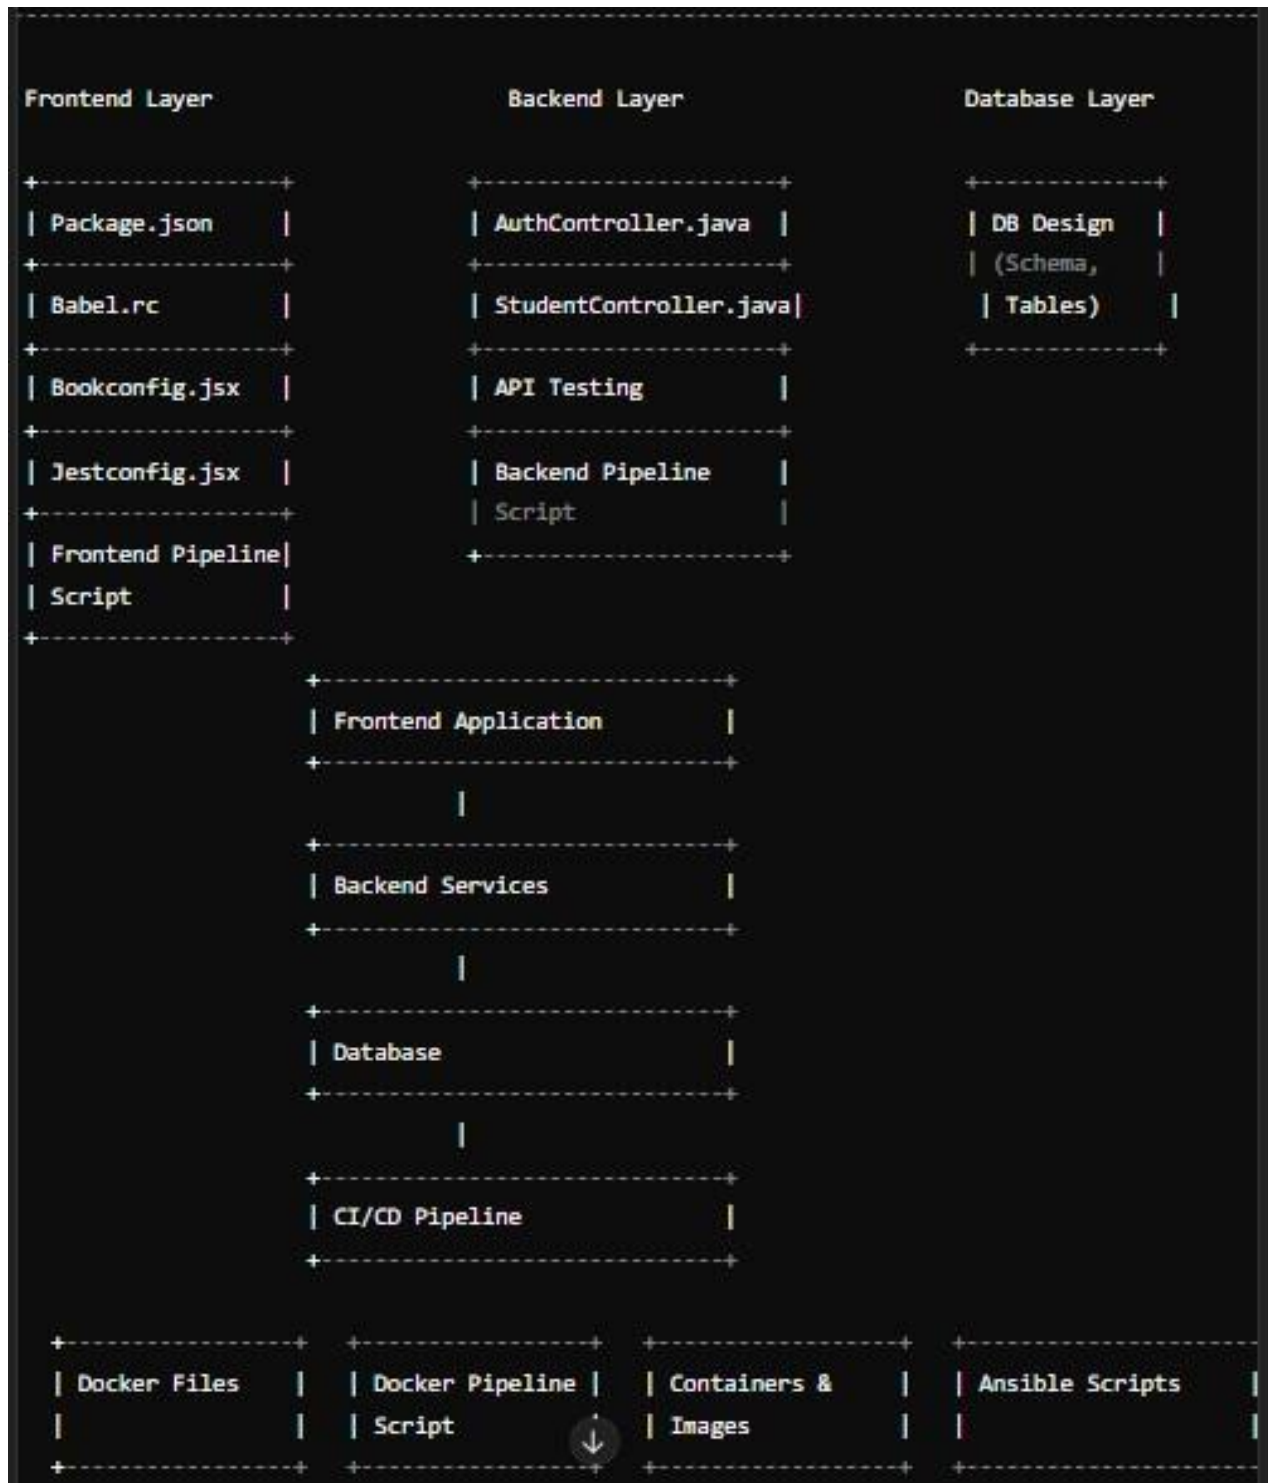 Frontend Layer Backend Layer Database Layer
| Package.json | | AuthController.java | | DB Design |
| (Schema, |
| Babel.rc | | StudentController.java| | Tables) |
| Bookconfig.jsx | | API Testing |
| Jestconfig.jsx | | Backend Pipeline |
| Script |
| Frontend Pipeline|
| Script |
| Frontend Application |
|
| Backend Services |
|
| Database |
|
| CI/CD Pipeline |
| Docker Files | | Docker Pipeline | | Containers & | | Ansible Scripts |
| | | Script | | Images | | |